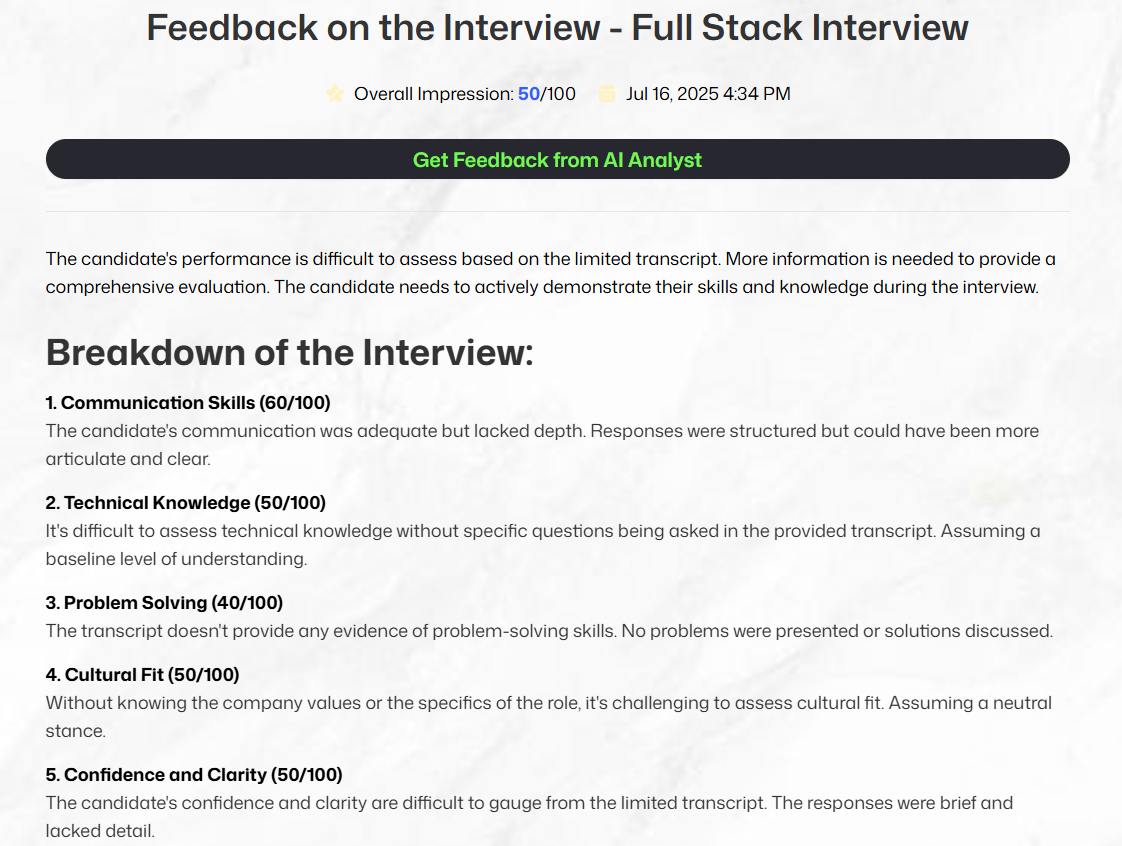 Feedback on the Interview - Full Stack Interview
Overall Impression: 50/100 Jul 16, 2025 4:34 PM
Get Feedback from AI Analyst
The candidate's performance is difficult to assess based on the limited transcript. More information is needed to provide a
comprehensive evaluation. The candidate needs to actively demonstrate their skills and knowledge during the interview.
Breakdown of the Interview:
1. Communication Skills (60/100)
The candidate's communication was adequate but lacked depth. Responses were structured but could have been more
articulate and clear.
2. Technical Knowledge (50/100)
It's difficult to assess technical knowledge without specific questions being asked in the provided transcript. Assuming a
baseline level of understanding.
3. Problem Solving (40/100)
The transcript doesn't provide any evidence of problem-solving skills. No problems were presented or solutions discussed.
4. Cultural Fit (50/100)
Without knowing the company values or the specifics of the role, it's challenging to assess cultural fit. Assuming a neutral
stance.
5. Confidence and Clarity (50/100)
The candidate's confidence and clarity are difficult to gauge from the limited transcript. The responses were brief and
lacked detail.